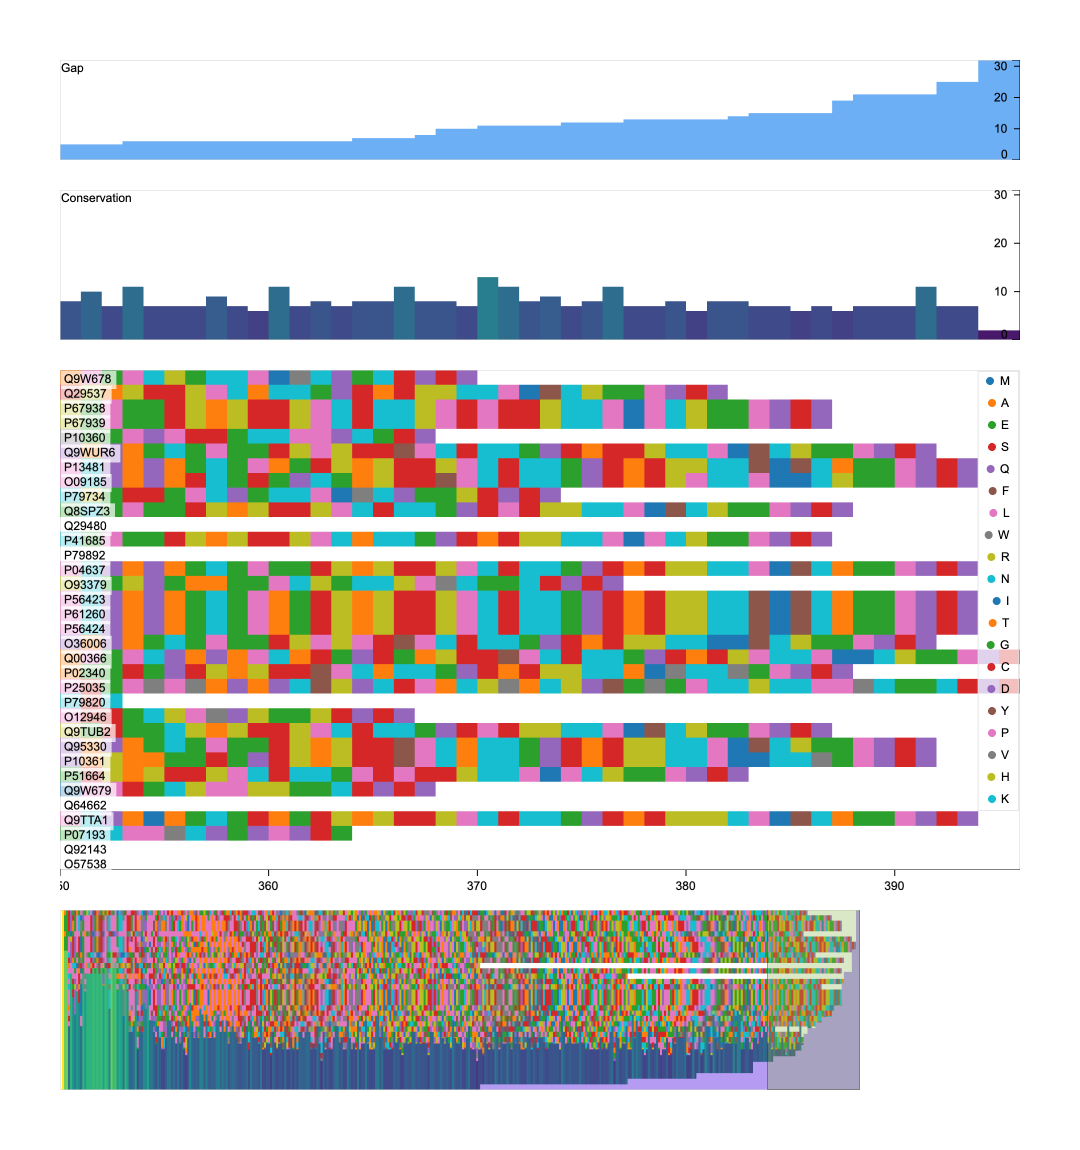 Gap
30
20
10
0
Conservation
30
20
10
0
Q9W678
Q29537
P67938
P67939
P10360
Q9WUR6
P13481
O09185
P79734
Q8SPZ3
Q29480
P41685
P79892
P04637
O93379
P56423
P61260
P56424
O36006
Q00366
P02340
P25035
P79820
O12946
Q9TUB2
Q95330
P10361
P51664
Q9W679
Q64662
Q9TTA1
P07193
Q92143
O57538
M
A
E
S
Q
F
L
W
R
N
I
T
G
C
D
Y
P
V
H
K
50 360 370 380 390